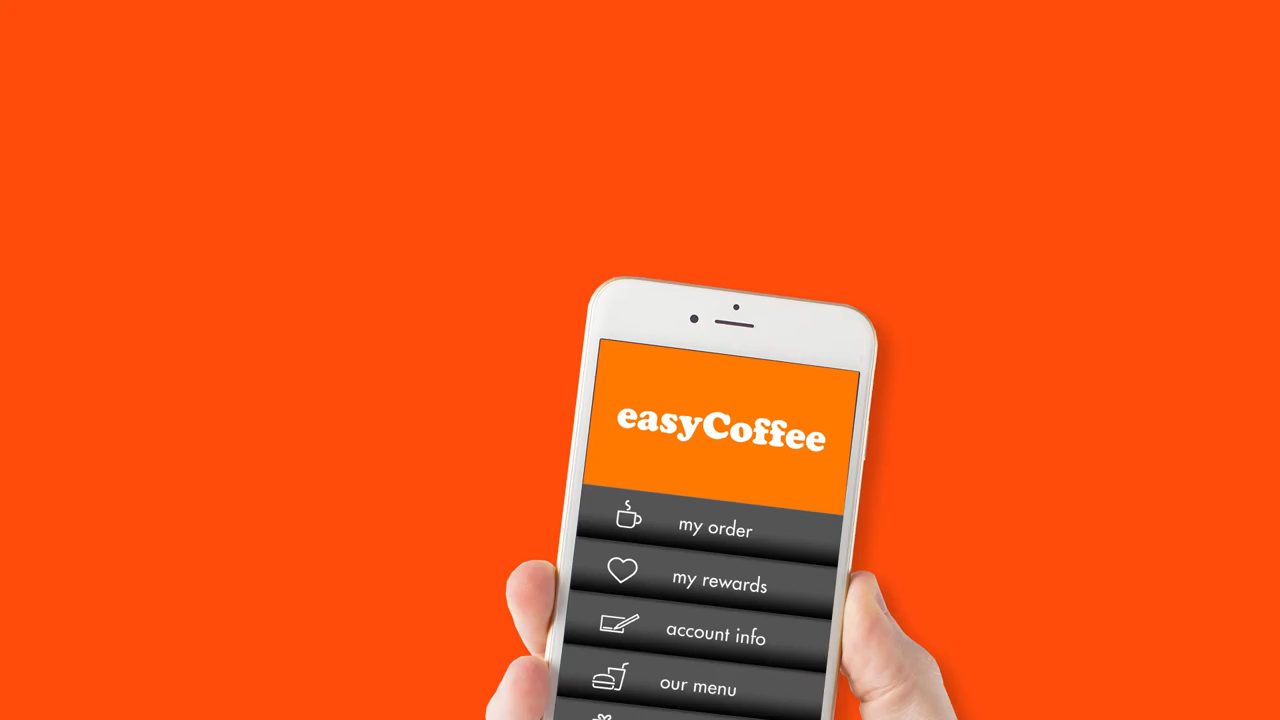 easyCoffee
my order
my rewards
account info
our menu